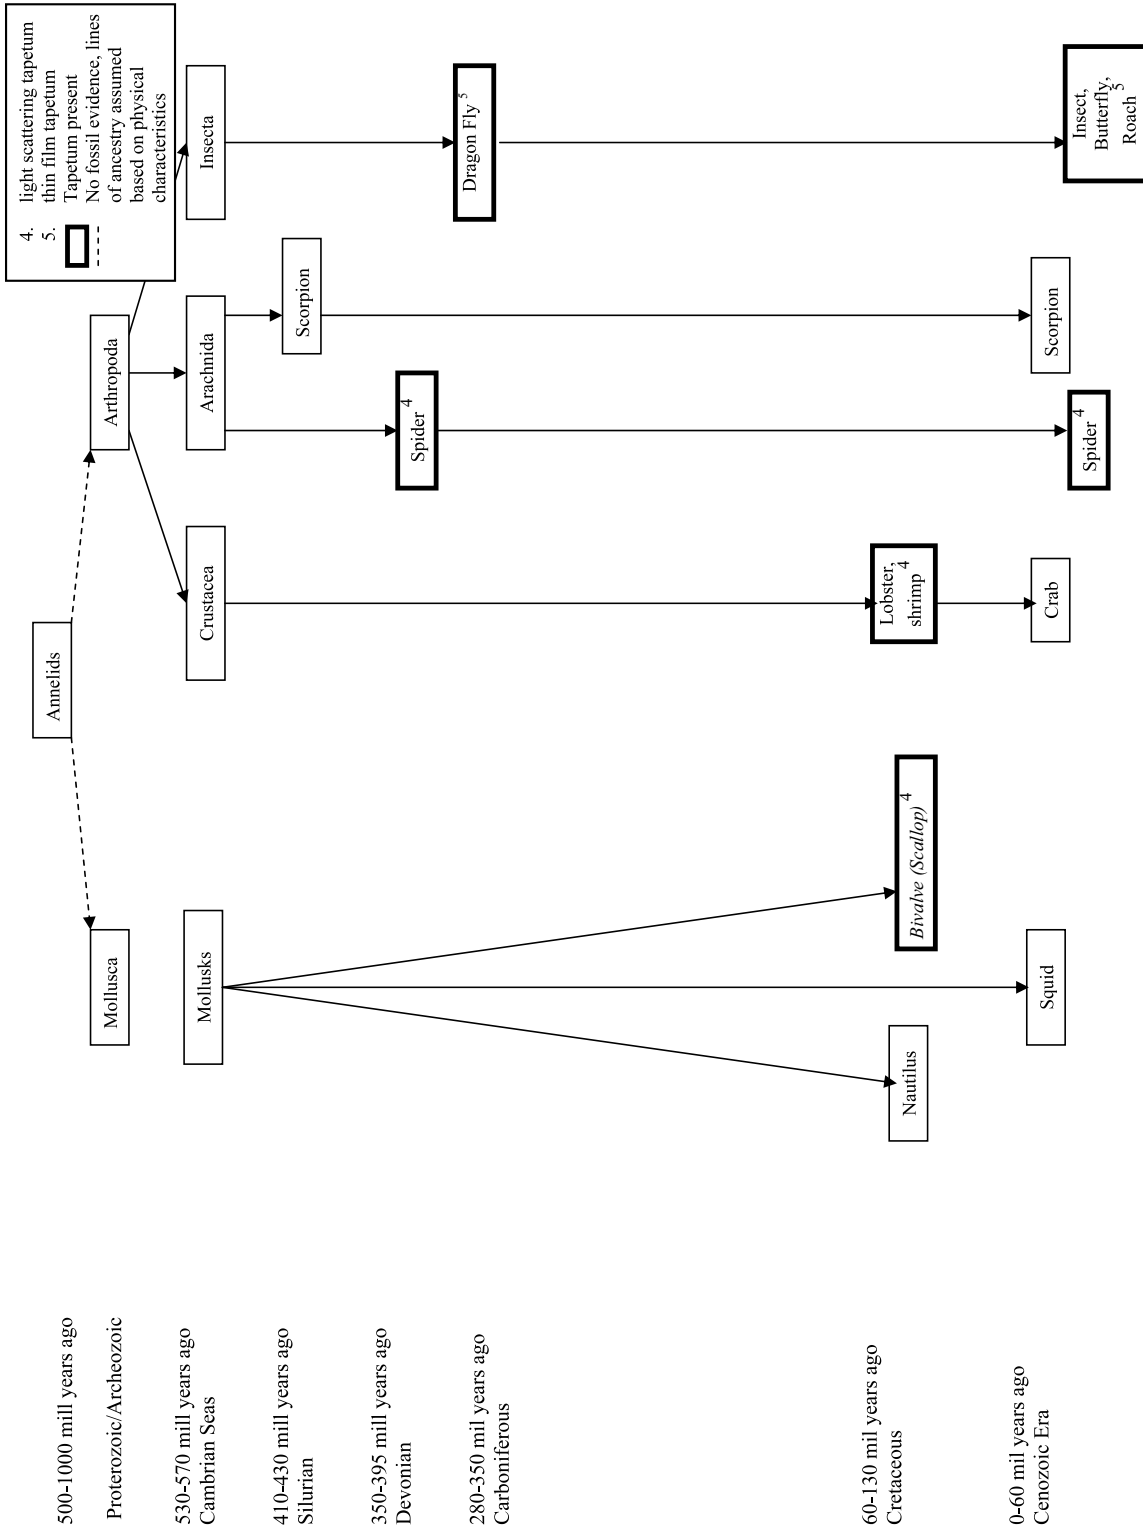 500-1000 mill years ago
Proterozoic/Archeozoic
Annelids
Mollusca
Arthropoda
4. light scattering tapetum
5. thin film tapetum
Tapetum present
No fossil evidence, lines
of ancestry assumed
based on physical
characteristics
530-570 mill years ago
Cambrian Seas
Mollusks
Crustacea
Arachnida
Insecta
410-430 mill years ago
Silurian
Scorpion
350-395 mill years ago
Devonian
Spider 4
280-350 mil years ago
Carboniferous
Dragon Fly 5
60-130 mil years ago
Cretaceous
Nautilus
Bivalve (Scallop) 4
Lobster,
shrimp 4
0-60 mil years ago
Cenozoic Era
Squid
Crab
Spider 4
Scorpion
Insect,
Butterfly,
Roach 5